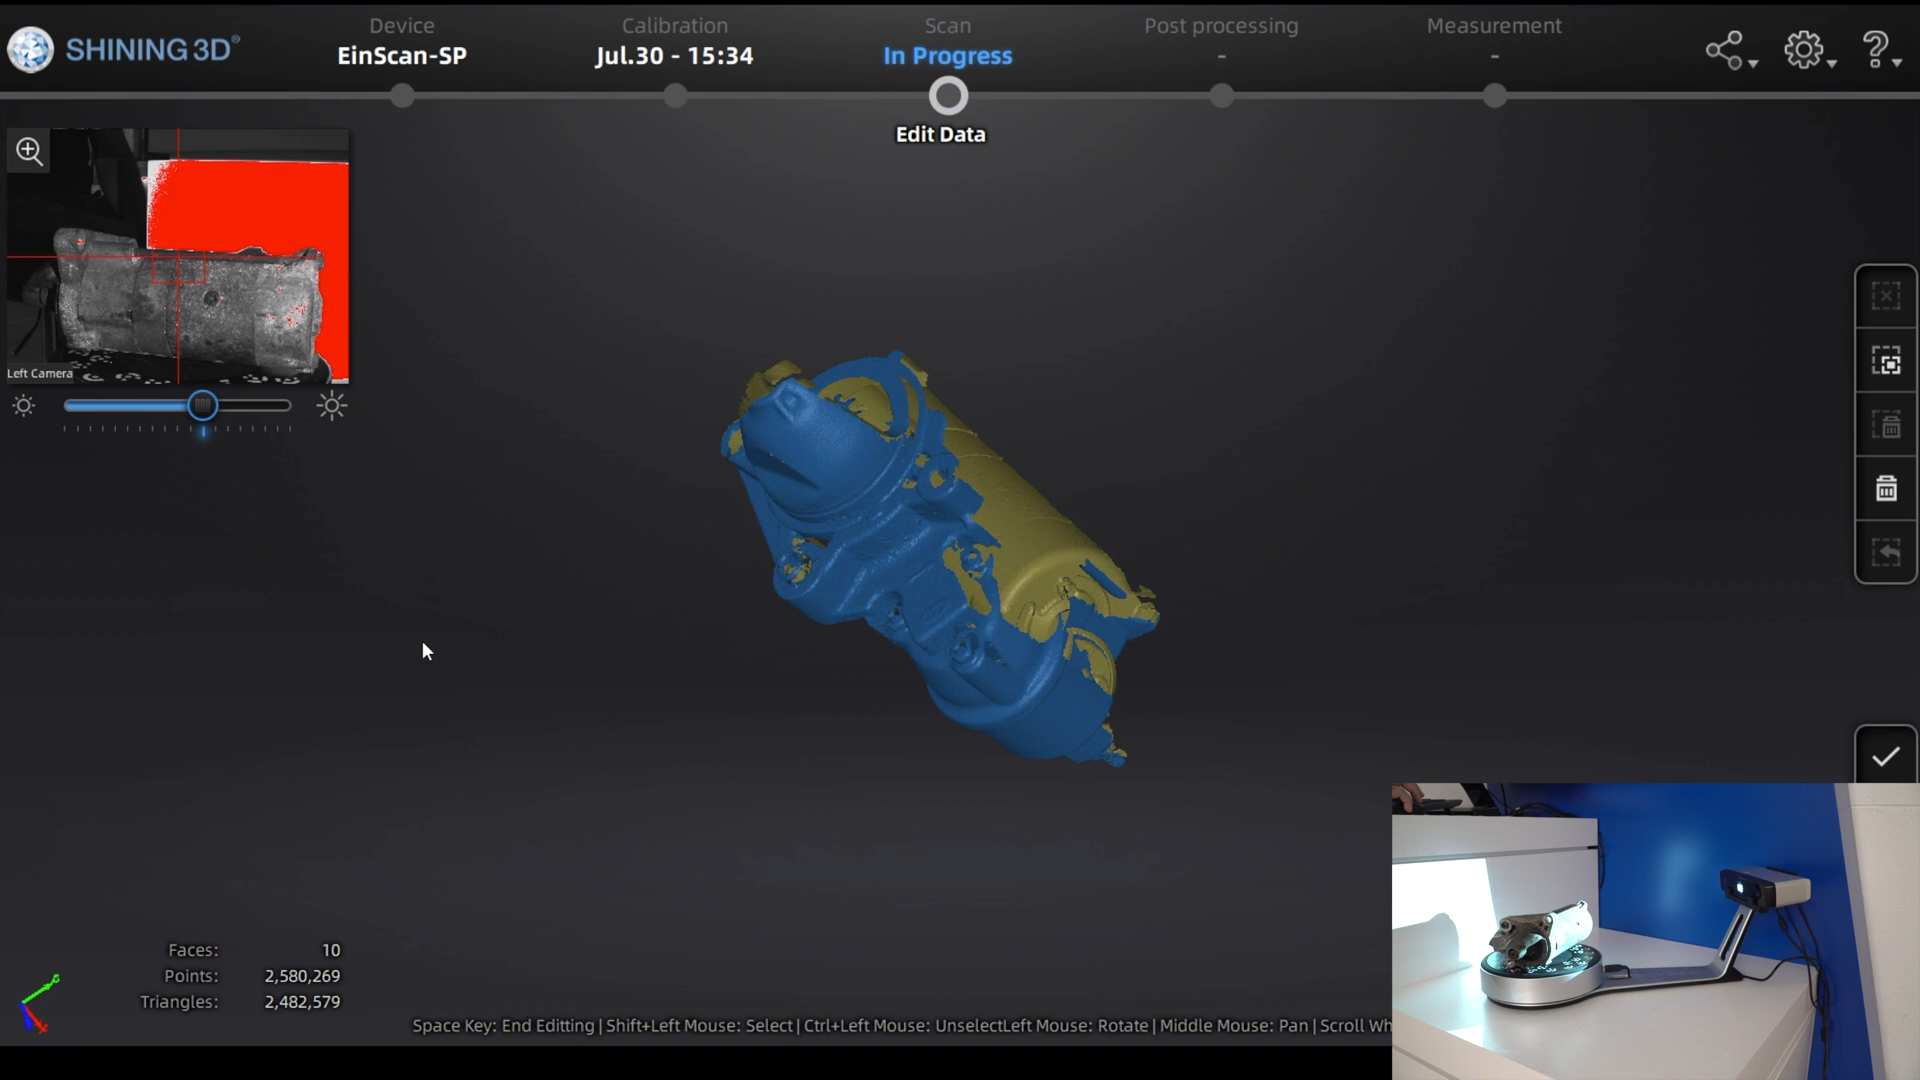 SHINING 3D®
Device
EinScan-SP
Calibration
Jul.30 - 15:34
Scan
In Progress
Post processing
-
Measurement
-
Edit Data
Left Camera
Faces: 10
Points: 2,580,269
Triangles: 2,482,579
Space Key: End Editting | Shift+Left Mouse: Select | Ctrl+Left Mouse: UnselectLeft Mouse: Rotate | Middle Mouse: Pan | Scroll Wh